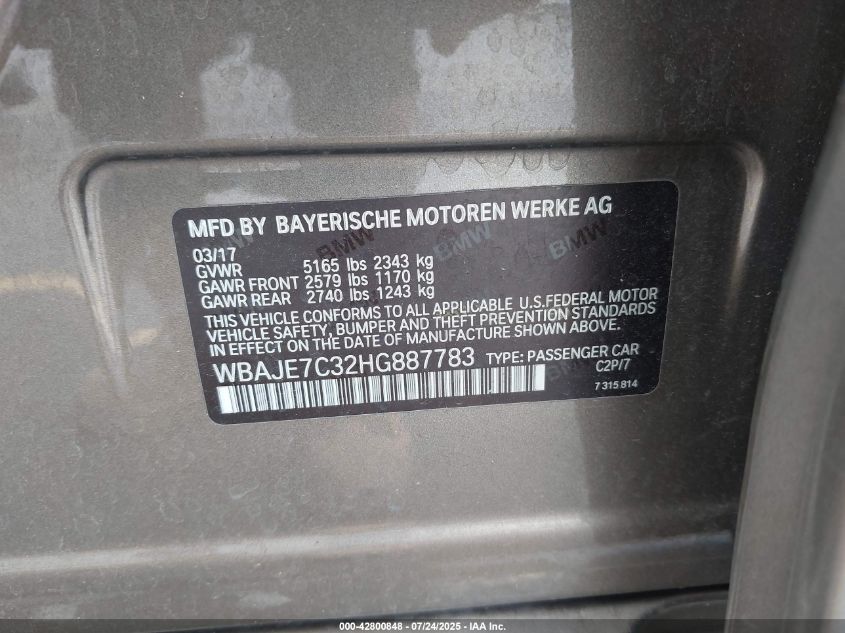 MFD BY BAYERISCHE MOTOREN WERKE AG
03/17
GVWR 5165 lbs 2343 kg
GAWR FRONT 2579 lbs 1170 kg
GAWR REAR 2740 lbs 1243 kg
THIS VEHICLE CONFORMS TO ALL APPLICABLE U.S.FEDERAL MOTOR
VEHICLE SAFETY, BUMPER AND THEFT PREVENTION STANDARDS
IN EFFECT ON THE DATE OF MANUFACTURE SHOWN ABOVE.
WBAJE7C32HG887783 TYPE: PASSENGER CAR
C2P/7
7 315 814
BMW BMW BMW
000-42800848 - 07/24/2025 - IAA Inc.